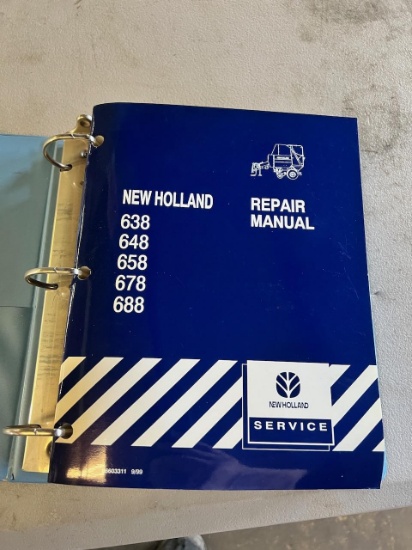 NEW HOLLAND
638
648
658
678
688
REPAIR
MANUAL
NEW HOLLAND
SERVICE
9/99